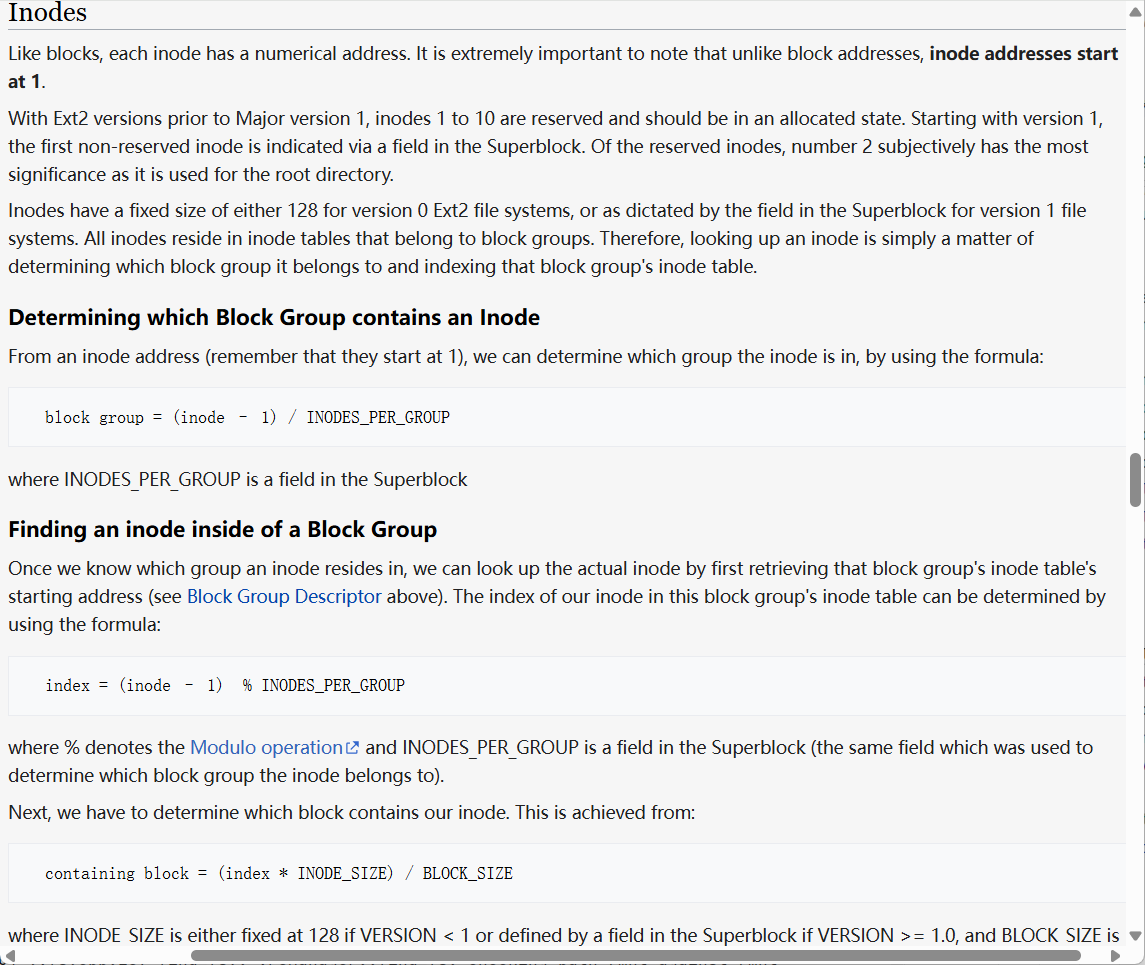 Inodes
Like blocks, each inode has a numerical address. It is extremely important to note that unlike block addresses, inode addresses start
at 1.
With Ext2 versions prior to Major version 1, inodes 1 to 10 are reserved and should be in an allocated state. Starting with version 1,
the first non-reserved inode is indicated via a field in the Superblock. Of the reserved inodes, number 2 subjectively has the most
significance as it is used for the root directory.
Inodes have a fixed size of either 128 for version 0 Ext2 file systems, or as dictated by the field in the Superblock for version 1 file
systems. All inodes reside in inode tables that belong to block groups. Therefore, looking up an inode is simply a matter of
determining which block group it belongs to and indexing that block group's inode table.
Determining which Block Group contains an Inode
From an inode address (remember that they start at 1), we can determine which group the inode is in, by using the formula:
block group = (inode - 1) / INODES_PER_GROUP
where INODES_PER_GROUP is a field in the Superblock
Finding an inode inside of a Block Group
Once we know which group an inode resides in, we can look up the actual inode by first retrieving that block group's inode table's
starting address (see Block Group Descriptor above). The index of our inode in this block group's inode table can be determined by
using the formula:
index = (inode - 1) % INODES_PER_GROUP
where % denotes the Modulo operation and INODES_PER_GROUP is a field in the Superblock (the same field which was used to
determine which block group the inode belongs to).
Next, we have to determine which block contains our inode. This is achieved from:
containing block = (index * INODE_SIZE) / BLOCK_SIZE
where INODE_SIZE is either fixed at 128 if VERSION < 1 or defined by a field in the Superblock if VERSION >= 1.0, and BLOCK_SIZE is